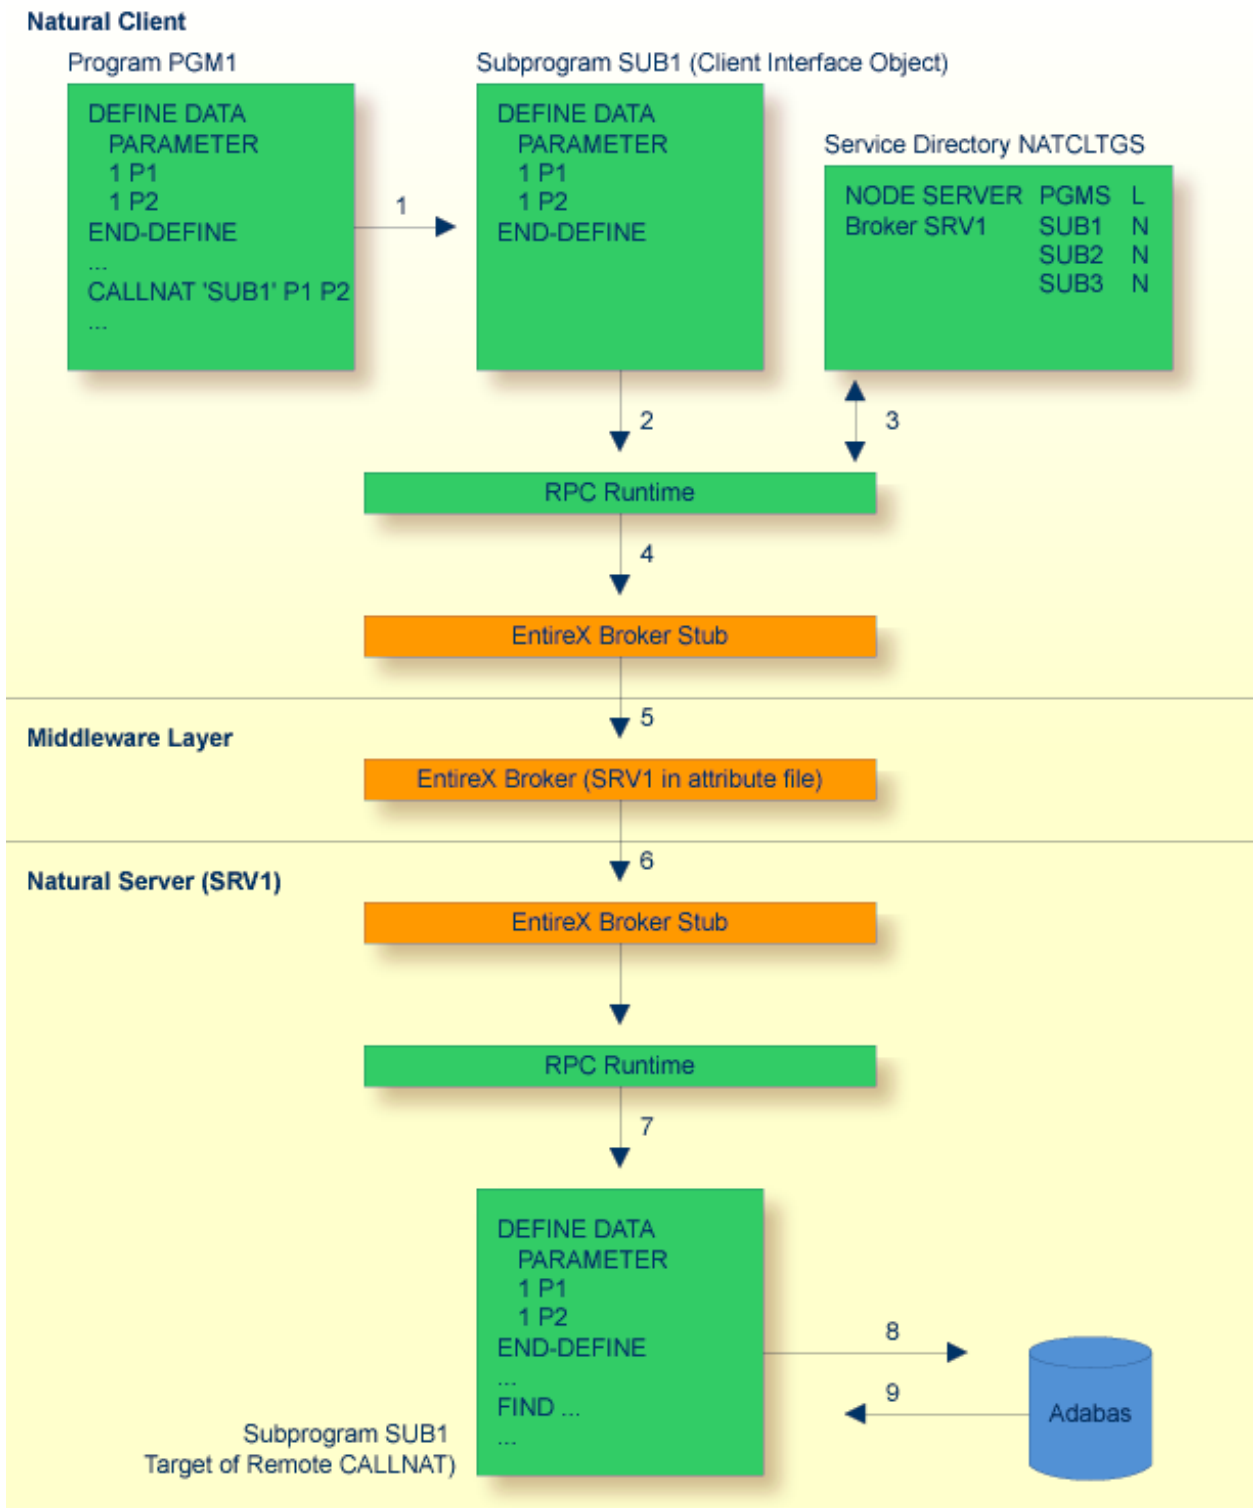 Natural Client
Program PGM1
DEFINE DATA
PARAMETER
1 P1
1 P2
END-DEFINE
...
CALLNAT 'SUB1' P1 P2
...
1
Subprogram SUB1 (Client Interface Object)
DEFINE DATA
PARAMETER
1 P1
1 P2
END-DEFINE
Service Directory NATCLTGS
NODE SERVER PGMS L
Broker SRV1 SUB1 N
SUB2 N
SUB3 N
2
3
RPC Runtime
4
EntireX Broker Stub
5
Middleware Layer
EntireX Broker (SRV1 in attribute file)
6
Natural Server (SRV1)
EntireX Broker Stub
RPC Runtime
7
DEFINE DATA
PARAMETER
1 P1
1 P2
END-DEFINE
...
FIND ...
...
8
9
Adabas
Subprogram SUB1
Target of Remote CALLNAT)